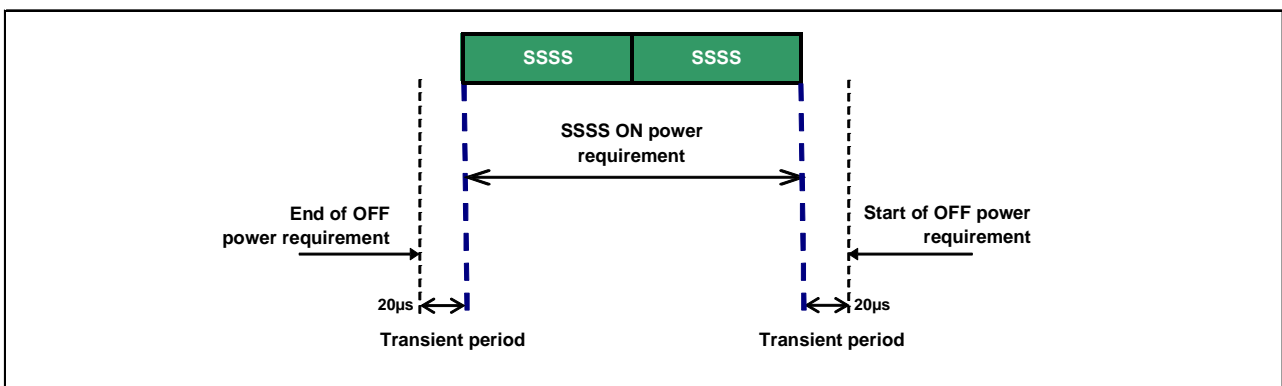 SSSS SSSS
SSSS ON power
requirement
End of OFF
power requirement
Start of OFF power
requirement
20µs
20µs
Transient period
Transient period